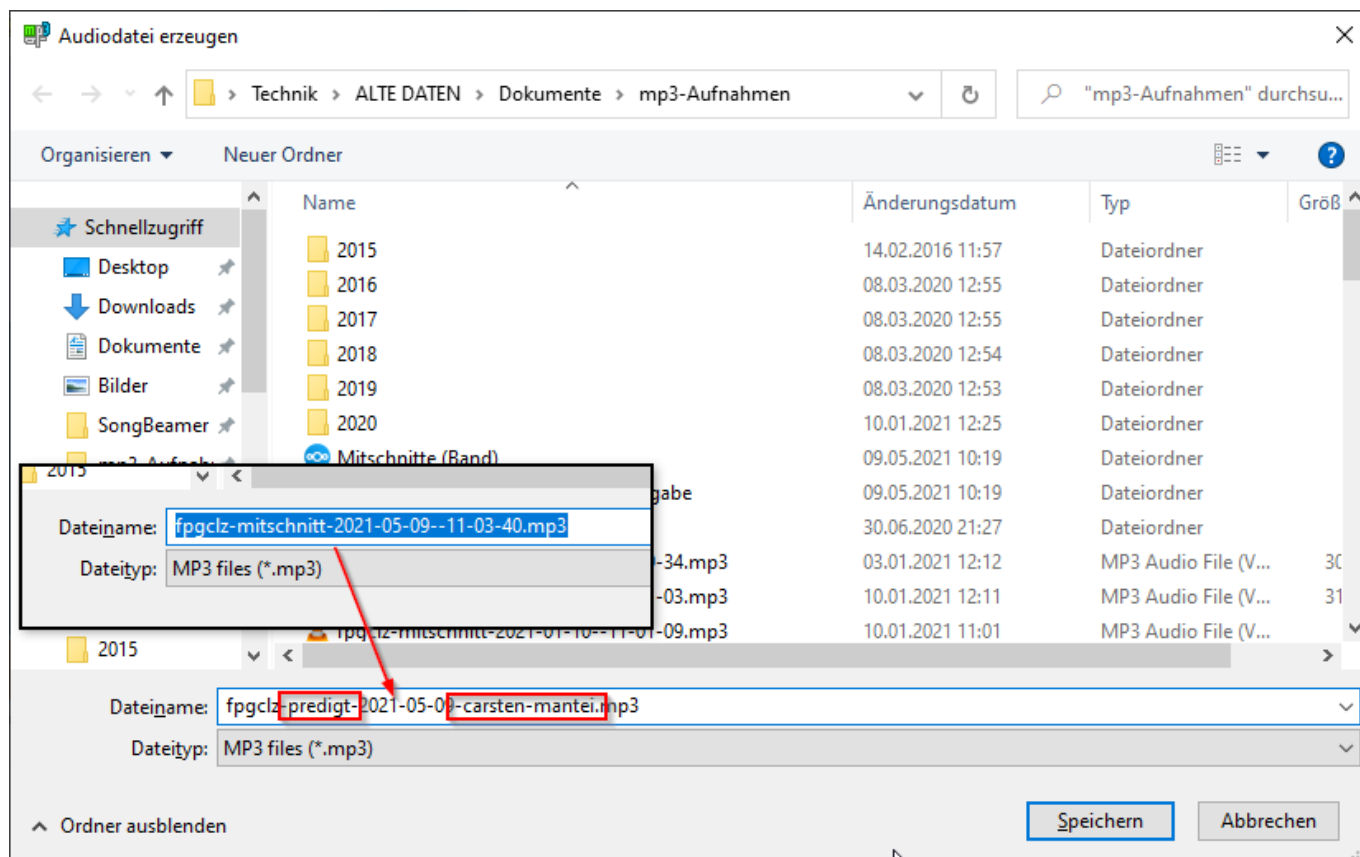 Audiodatei erzeugen
Technik > ALTE DATEN > Dokumente > mp3-Aufnahmen
"mp3-Aufnahmen" durchsu...
Organisieren
Neuer Ordner
Name Änderungsdatum Typ Größ
Schnellzugriff
Desktop
Downloads
Dokumente
Bilder
SongBeamer
2015 14.02.2016 11:57 Dateiordner
2016 08.03.2020 12:55 Dateiordner
2017 08.03.2020 12:55 Dateiordner
2018 08.03.2020 12:54 Dateiordner
2019 08.03.2020 12:53 Dateiordner
2020 10.01.2021 12:25 Dateiordner
Mitschnitte (Band) 09.05.2021 10:19 Dateiordner
gabe 09.05.2021 10:19 Dateiordner
30.06.2020 21:27 Dateiordner
-34.mp3 03.01.2021 12:12 MP3 Audio File (V... 30
-03.mp3 10.01.2021 12:11 MP3 Audio File (V... 31
fpgclz-mitschnitt-2021-01-10--11-01-09.mp3 10.01.2021 11:01 MP3 Audio File (V...
2015
Dateiname: fpgclz-mitschnitt-2021-05-09--11-03-40.mp3
Dateityp: MP3 files (*.mp3)
2015
Dateiname: fpgclz-predigt-2021-05-09-carsten-mantei.mp3
Dateityp: MP3 files (*.mp3)
Ordner ausblenden
Speichern
Abbrechen